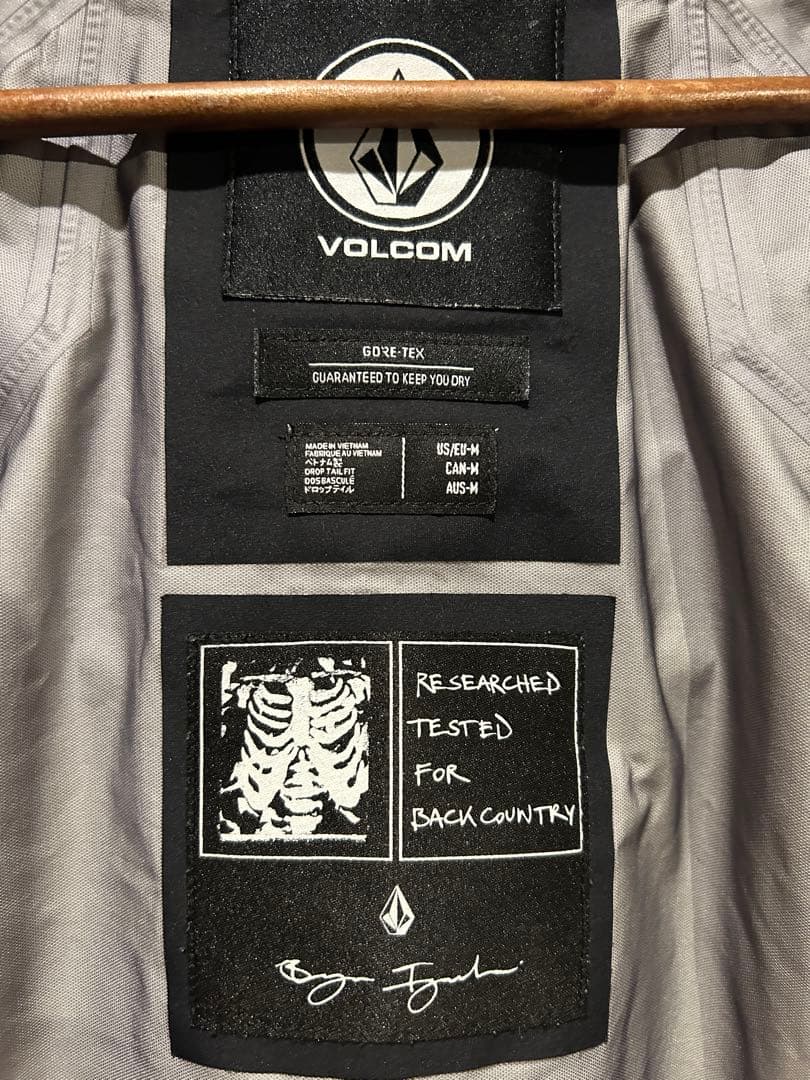 VOLCOM
GORE-TEX
GUARANTEED TO KEEP YOU DRY
MADE IN VIETNAM
FABRIQUE AU VIETNAM
ベトナム製
DROP TAIL FIT
DOS BASCULÉ
ドロップテイル
US/EU-M
CAN-M
AUS-M
RESEARCHED
TESTED
FOR
BACKCOUNTRY